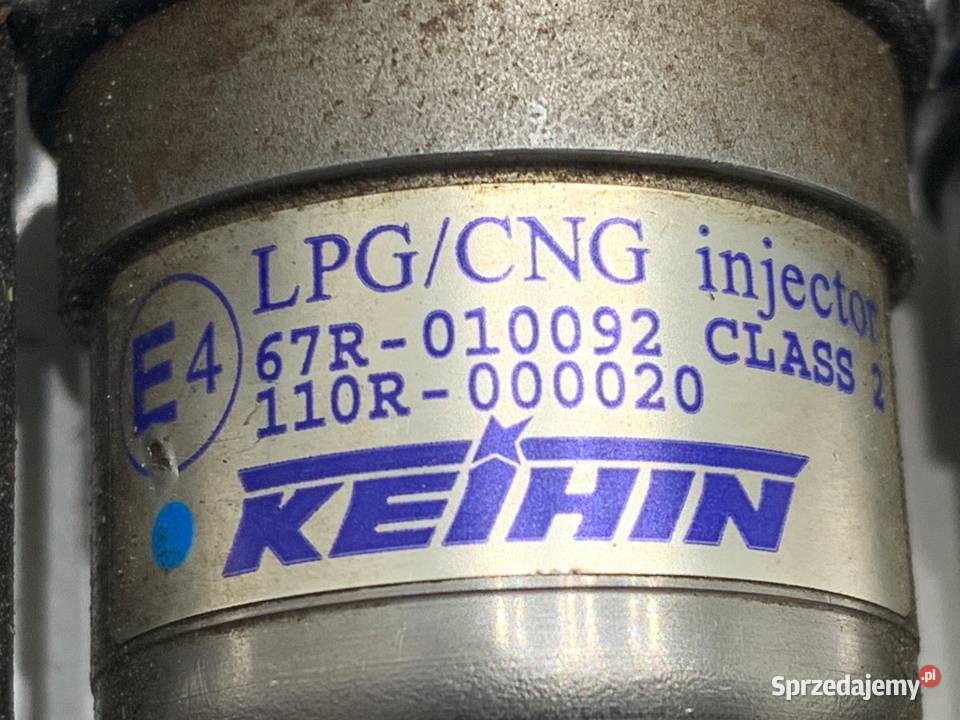 LPG/CNG injector
E4
67R-010092 CLASS 2
110R-000020
KEIHIN
Sprzedajemy.pl